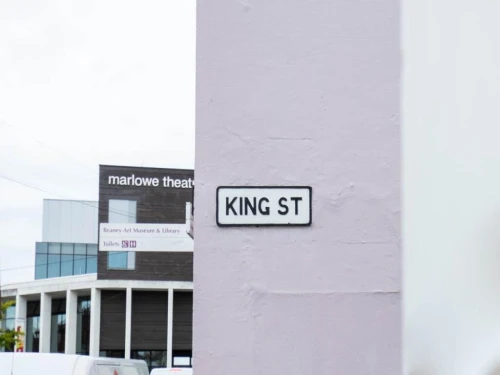 marlowe theat
Beaney Art Museum & Library
Toilets
KING ST